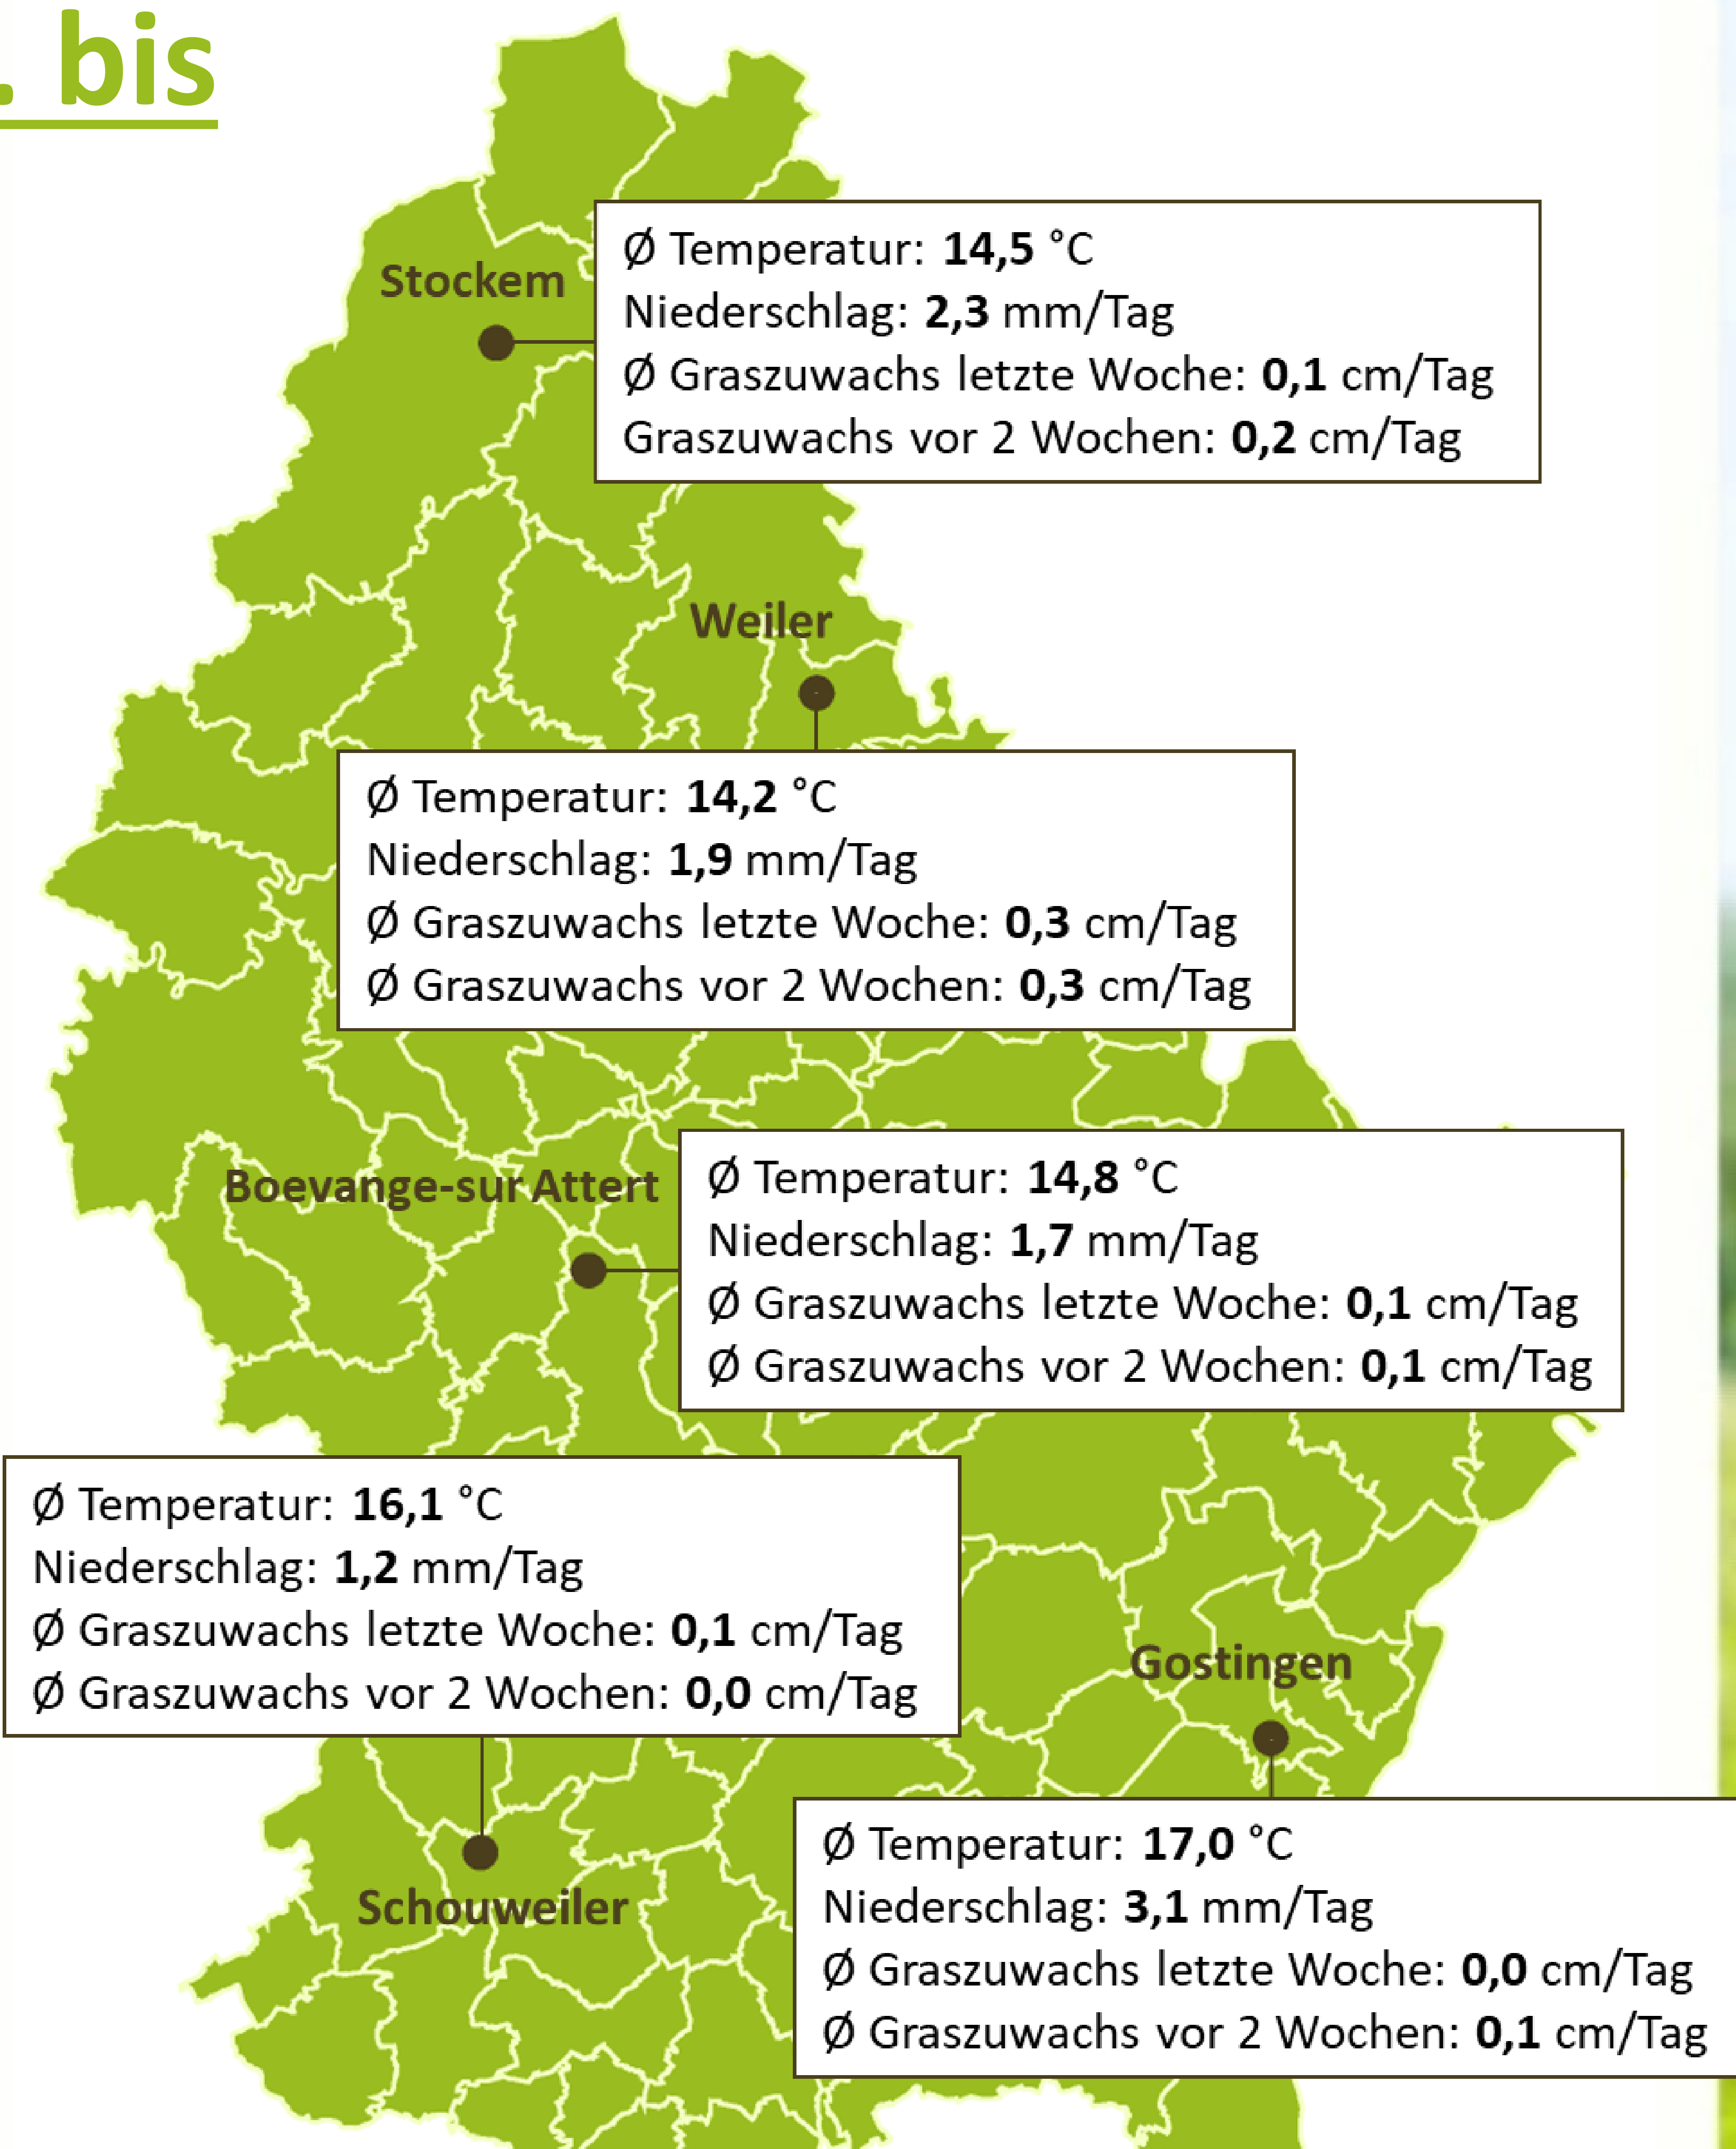 . bis
Stockem
Ø Temperatur: 14,5 °C
Niederschlag: 2,3 mm/Tag
Ø Graszuwachs letzte Woche: 0,1 cm/Tag
Graszuwachs vor 2 Wochen: 0,2 cm/Tag
Weiler
Ø Temperatur: 14,2 °C
Niederschlag: 1,9 mm/Tag
Ø Graszuwachs letzte Woche: 0,3 cm/Tag
Ø Graszuwachs vor 2 Wochen: 0,3 cm/Tag
Boevange-sur Attert
Ø Temperatur: 14,8 °C
Niederschlag: 1,7 mm/Tag
Ø Graszuwachs letzte Woche: 0,1 cm/Tag
Ø Graszuwachs vor 2 Wochen: 0,1 cm/Tag
Ø Temperatur: 16,1 °C
Niederschlag: 1,2 mm/Tag
Ø Graszuwachs letzte Woche: 0,1 cm/Tag
Ø Graszuwachs vor 2 Wochen: 0,0 cm/Tag
Schouweiler
Gostingen
Ø Temperatur: 17,0 °C
Niederschlag: 3,1 mm/Tag
Ø Graszuwachs letzte Woche: 0,0 cm/Tag
Ø Graszuwachs vor 2 Wochen: 0,1 cm/Tag